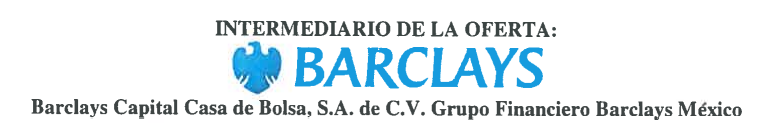 INTERMEDIARIO DE LA OFERTA:
BARCLAYS
Barclays Capital Casa de Bolsa, S.A. de C.V. Grupo Financiero Barclays México